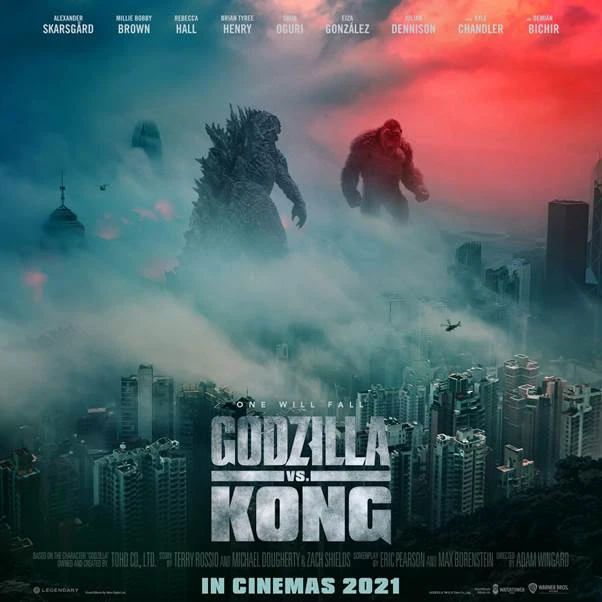 ALEXANDER SKARSGÅRD
MILLIE BOBBY BROWN
REBECCA HALL
BRIAN TYREE HENRY
SHUN OGURI
EIZA GONZÁLEZ
JULIAN DENNISON
KYLE CHANDLER
DEMIÁN BICHIR
ONE WILL FALL
GODZILLA
VS.
KONG
BASED ON THE CHARACTER "GODZILLA" OWNED AND CREATED BY TOHO CO., LTD. STORY BY TERRY ROSSIO AND MICHAEL DOUGHERTY & ZACH SHIELDS SCREENPLAY BY ERIC PEARSON AND MAX BORENSTEIN DIRECTED BY ADAM WINGARD
LEGENDARY
IN CINEMAS 2021
WARNER BROS.